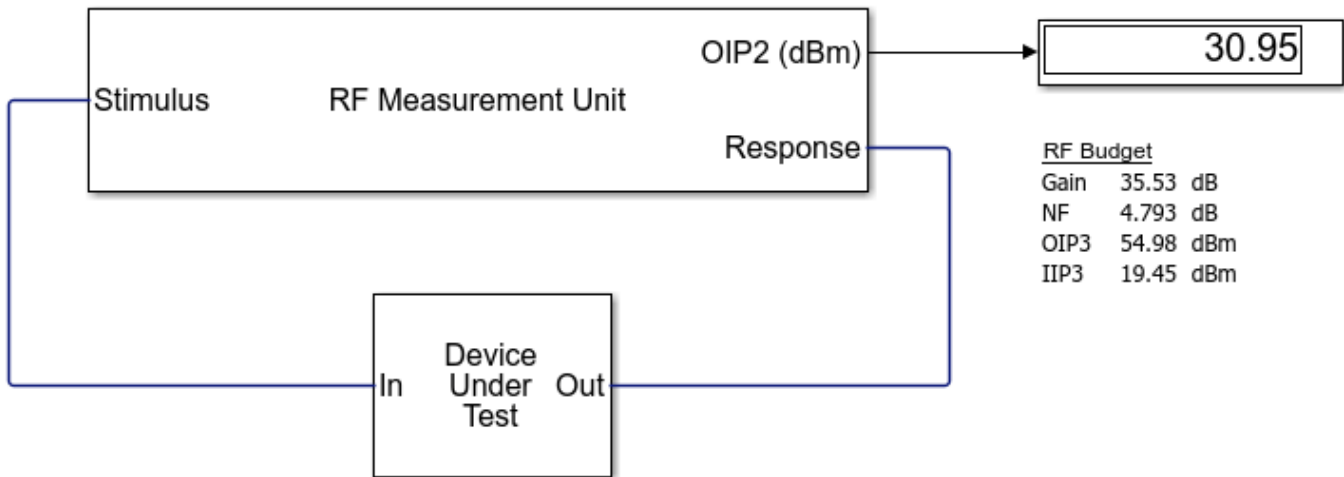 OIP2 (dBm)
30.95
Stimulus
RF Measurement Unit
Response
RF Budget
Gain 35.53 dB
NF 4.793 dB
OIP3 54.98 dBm
IIP3 19.45 dBm
In
Device
Under
Test
Out